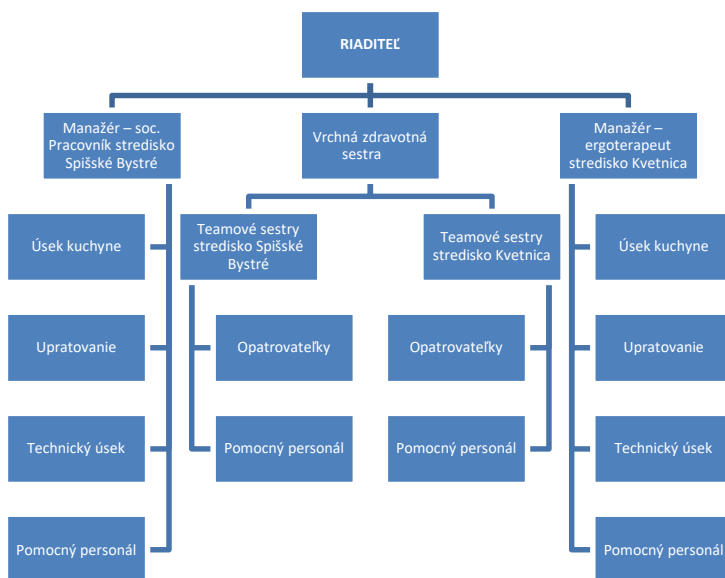 RIADITEĽ
Manažér – soc.
Pracovník stredisko
Spišské Bystré
Vrchná zdravotná
sestra
Manažér –
ergoterapeut
stredisko Kvetnica
Úsek kuchyne
Teamové sestry
stredisko Spišské
Bystré
Teamové sestry
stredisko Kvetnica
Úsek kuchyne
Upratovanie
Opatrovateľky
Opatrovateľky
Upratovanie
Technický úsek
Pomocný personál
Pomocný personál
Technický úsek
Pomocný personál
Pomocný personál